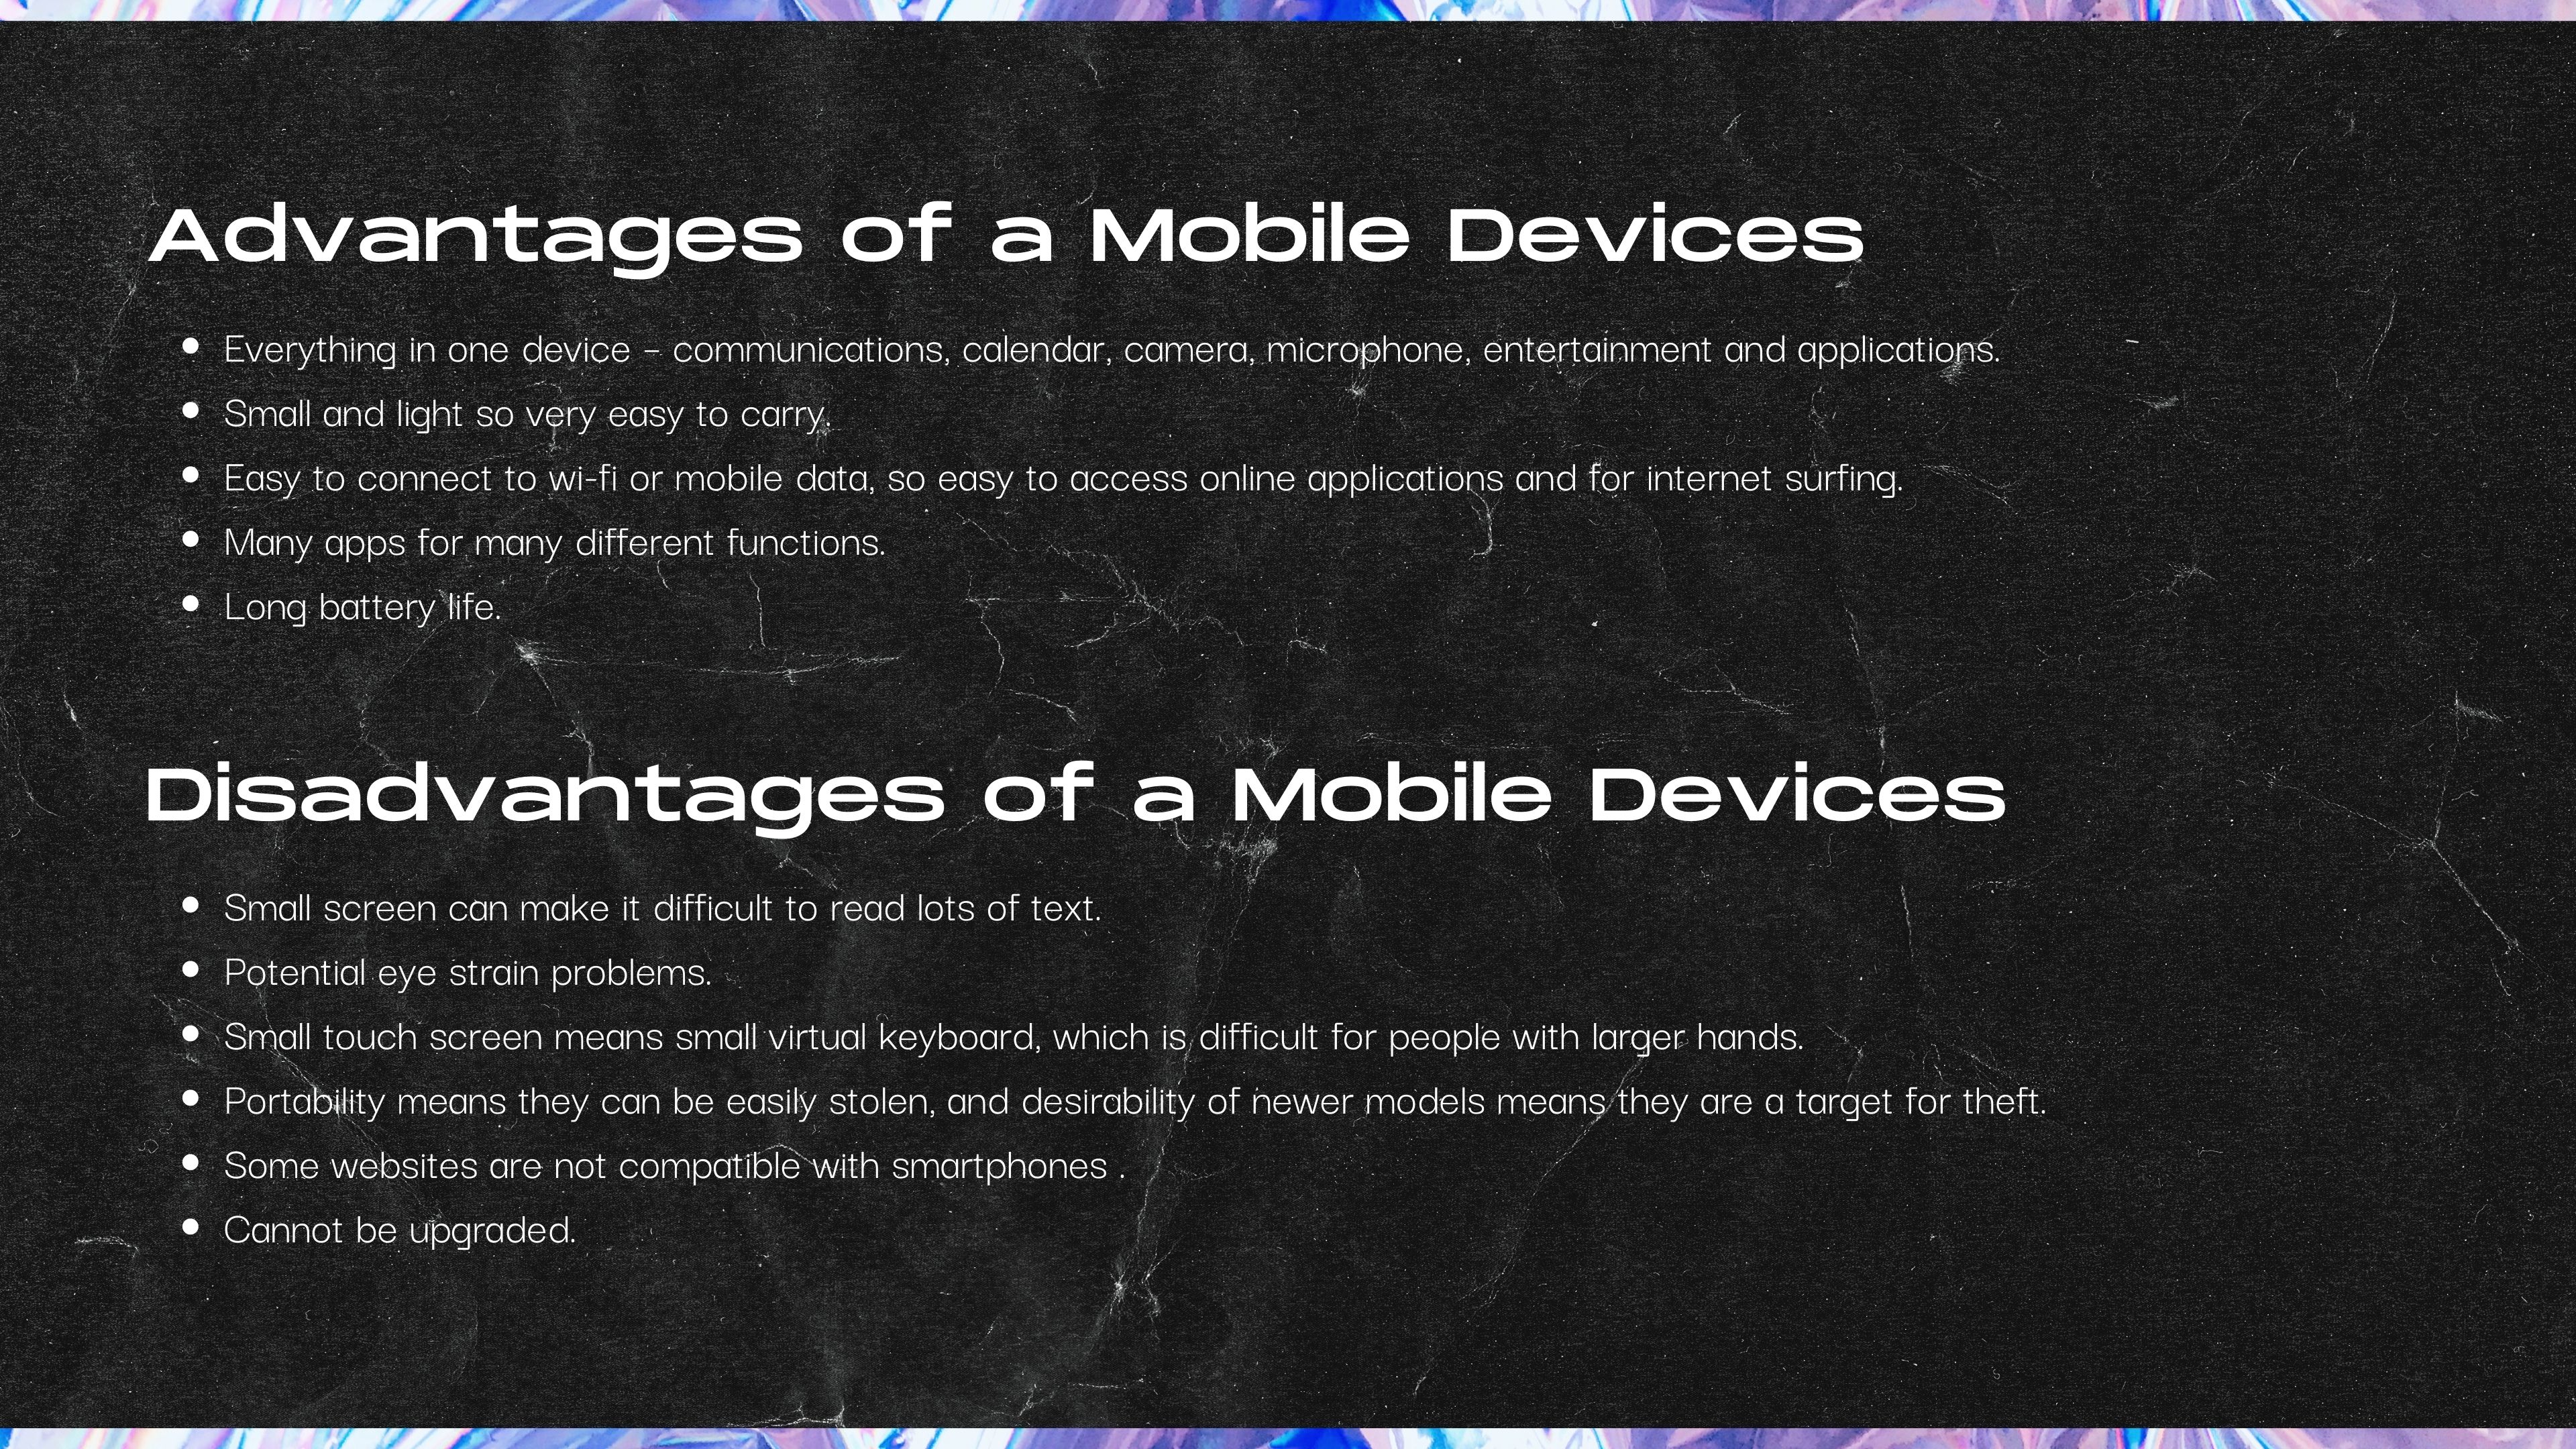 Advantages of a Mobile Devices
• Everything in one device – communications, calendar, camera, microphone, entertainment and applications.
• Small and light so very easy to carry.
• Easy to connect to wi-fi or mobile data, so easy to access online applications and for internet surfing.
• Many apps for many different functions.
• Long battery life.
Disadvantages of a Mobile Devices
• Small screen can make it difficult to read lots of text.
• Potential eye strain problems.
• Small touch screen means small virtual keyboard, which is difficult for people with larger hands.
• Portability means they can be easily stolen, and desirability of newer models means they are a target for theft.
• Some websites are not compatible with smartphones .
• Cannot be upgraded.